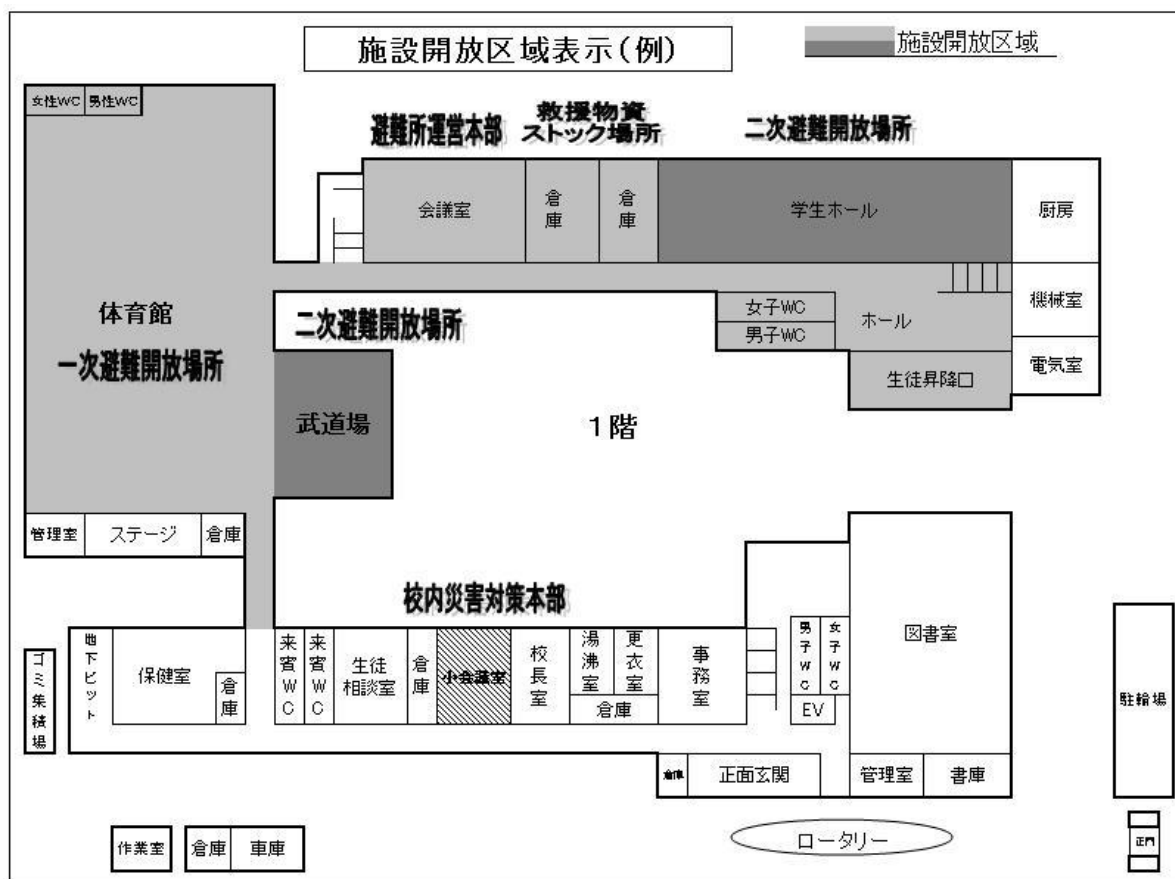 施設開放区域表示(例)
施設開放区域
女性WC 男性WC
避難所運営本部
救援物資
ストック場所
二次避難開放場所
会議室
倉庫
倉庫
学生ホール
厨房
体育館
一次避難開放場所
二次避難開放場所
女子WC
男子WC
ホール
機械室
生徒昇降口
電気室
武道場
1階
管理室 ステージ 倉庫
校内災害対策本部
ゴミ集積場
地下ピット
保健室
倉庫
来賓WC
来賓WC
生徒
相談室
倉庫
小会議室
校長室
湯沸室
更衣室
倉庫
事務室
男子WC
女子WC
EV
図書室
駐輪場
倉庫
正面玄関
管理室
書庫
作業室
倉庫
車庫
ロータリー
正門